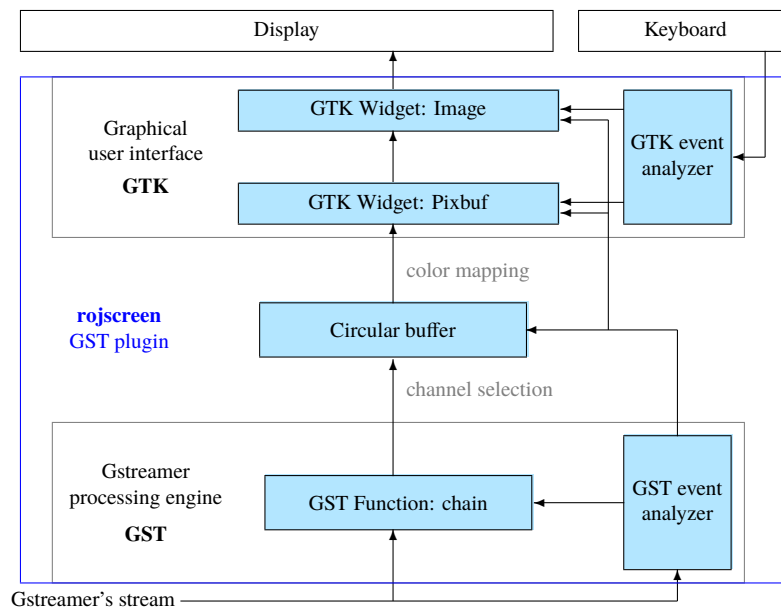 Display
Keyboard
GTK Widget: Image
Graphical
user interface
GTK
GTK event
analyzer
GTK Widget: Pixbuf
color mapping
rojscreen
GST plugin
Circular buffer
channel selection
Gstreamer
processing engine
GST
GST Function: chain
GST event
analyzer
Gstreamer's stream